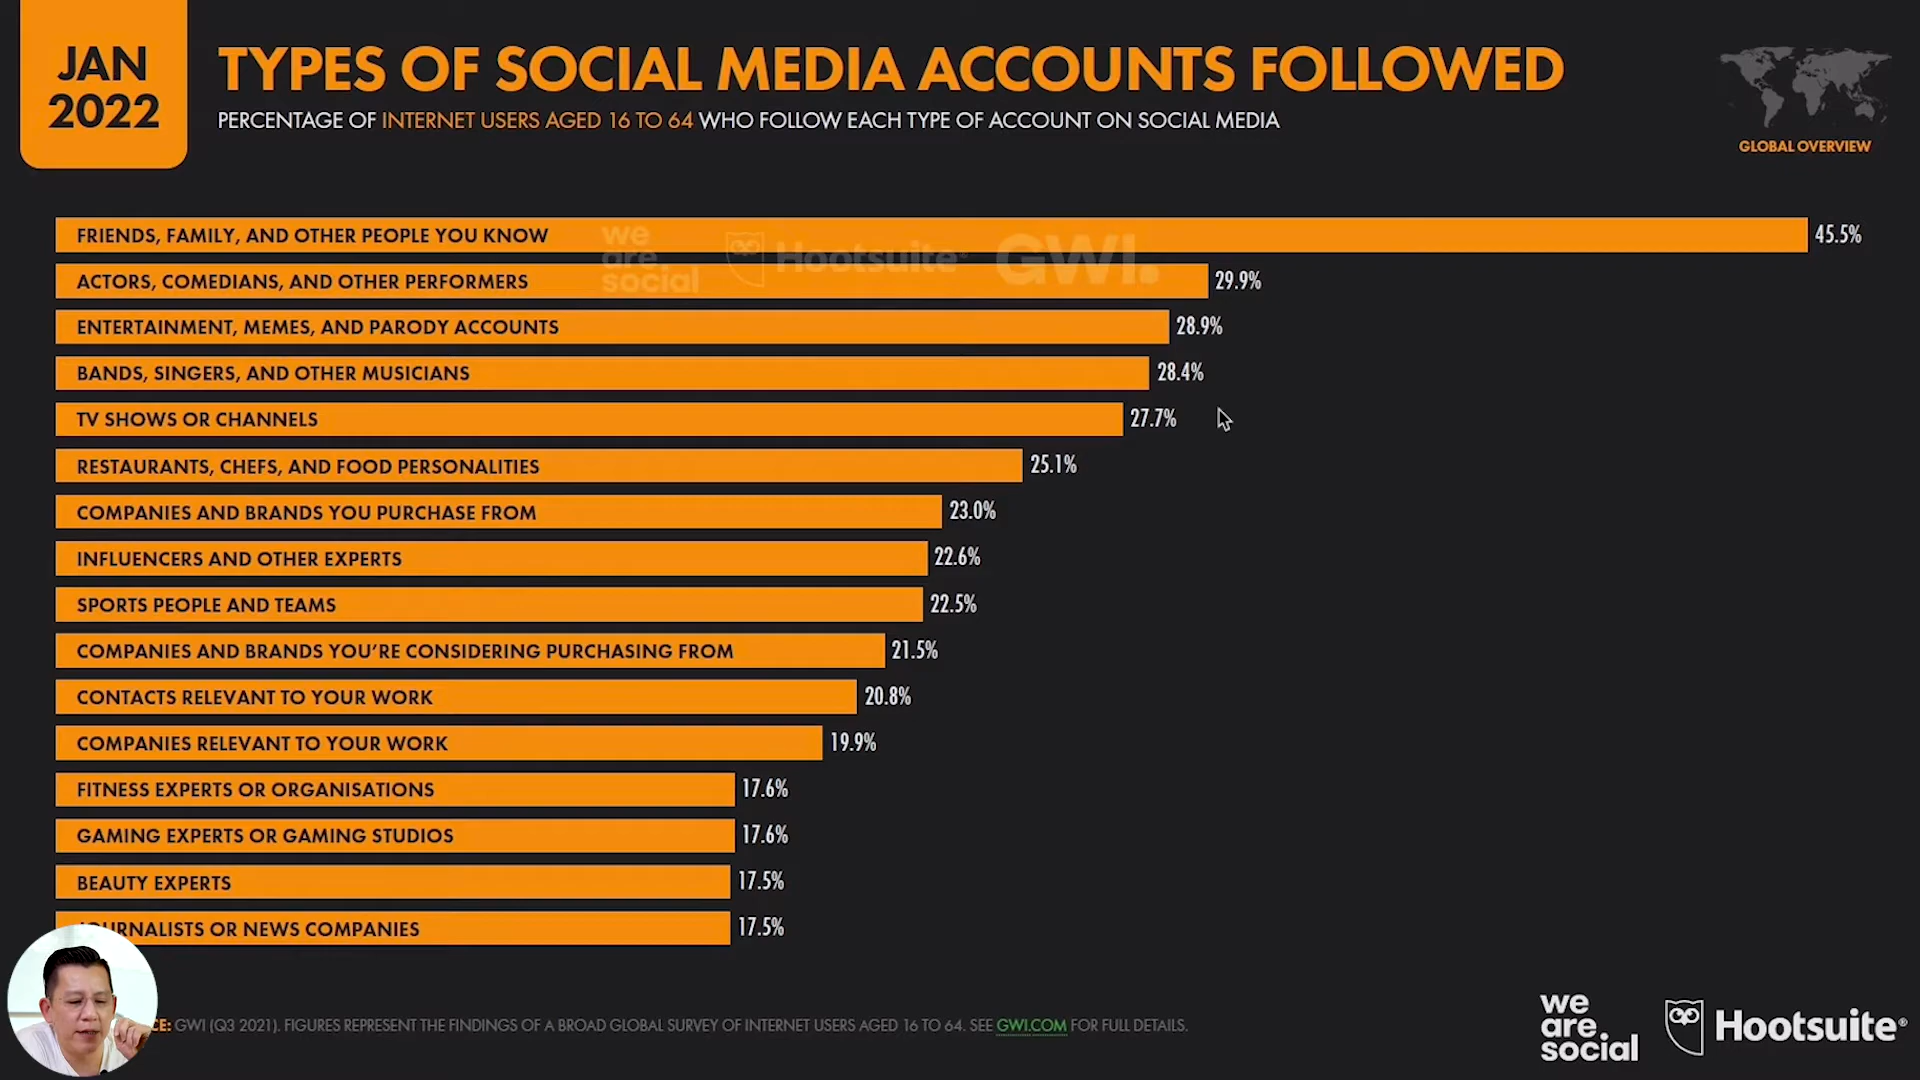 JAN
2022
TYPES OF SOCIAL MEDIA ACCOUNTS FOLLOWED
PERCENTAGE OF INTERNET USERS AGED 16 TO 64 WHO FOLLOW EACH TYPE OF ACCOUNT ON SOCIAL MEDIA
GLOBAL OVERVIEW
FRIENDS, FAMILY, AND OTHER PEOPLE YOU KNOW 45.5%
we are social Hootsuite® GWI.
ACTORS, COMEDIANS, AND OTHER PERFORMERS 29.9%
ENTERTAINMENT, MEMES, AND PARODY ACCOUNTS 28.9%
BANDS, SINGERS, AND OTHER MUSICIANS 28.4%
TV SHOWS OR CHANNELS 27.7%
RESTAURANTS, CHEFS, AND FOOD PERSONALITIES 25.1%
COMPANIES AND BRANDS YOU PURCHASE FROM 23.0%
INFLUENCERS AND OTHER EXPERTS 22.6%
SPORTS PEOPLE AND TEAMS 22.5%
COMPANIES AND BRANDS YOU'RE CONSIDERING PURCHASING FROM 21.5%
CONTACTS RELEVANT TO YOUR WORK 20.8%
COMPANIES RELEVANT TO YOUR WORK 19.9%
FITNESS EXPERTS OR ORGANISATIONS 17.6%
GAMING EXPERTS OR GAMING STUDIOS 17.6%
BEAUTY EXPERTS 17.5%
OR NEWS COMPANIES 17.5%
GWI (Q3 2021). FIGURES REPRESENT THE FINDINGS OF A BROAD GLOBAL SURVEY OF INTERNET USERS AGED 16 TO 64. SEE GWI.COM FOR FULL DETAILS.
we
are
social
Hootsuite®